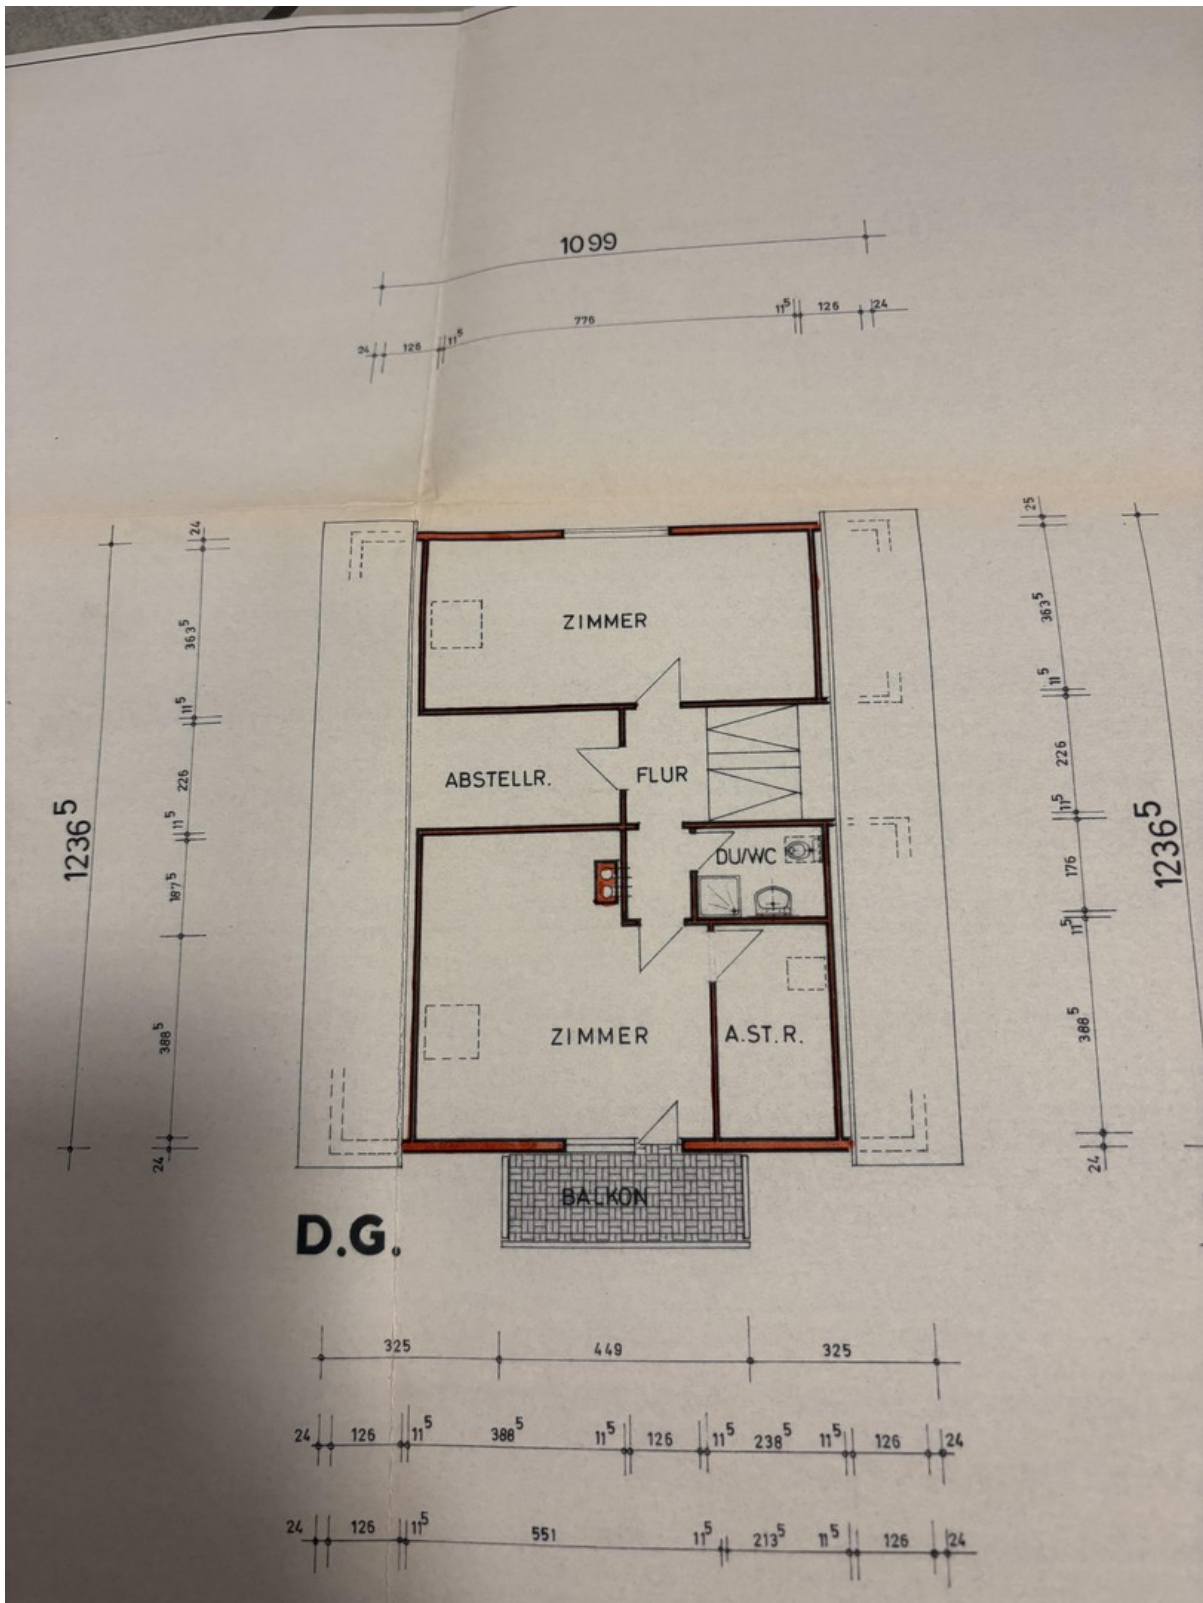 1099
24 126 11⁵ 776 11⁵ 126 24
24
363⁵
11⁵
226
11⁵
187⁵
388⁵
24
1236⁵
ZIMMER
ABSTELLR.
FLUR
DU/WC
ZIMMER
A.ST.R.
BALKON
25
363⁵
11⁵
226
11⁵
176
11⁵
388⁵
24
1236⁵
D.G.
325 449 325
24 126 11⁵ 388⁵ 11⁵ 126 11⁵ 238⁵ 11⁵ 126 24
24 126 11⁵ 551 11⁵ 213⁵ 11⁵ 126 24